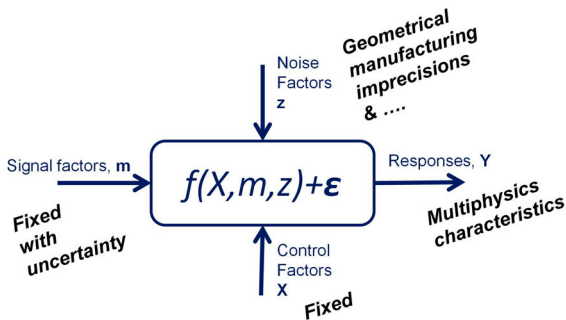 Noise
Factors
z
Geometrical
manufacturing
imprecisions
& ....
Signal factors, m
f(X,m,z)+ε
Responses, Y
Fixed
with
uncertainty
Multiphysics
characteristics
Control
Factors
X
Fixed